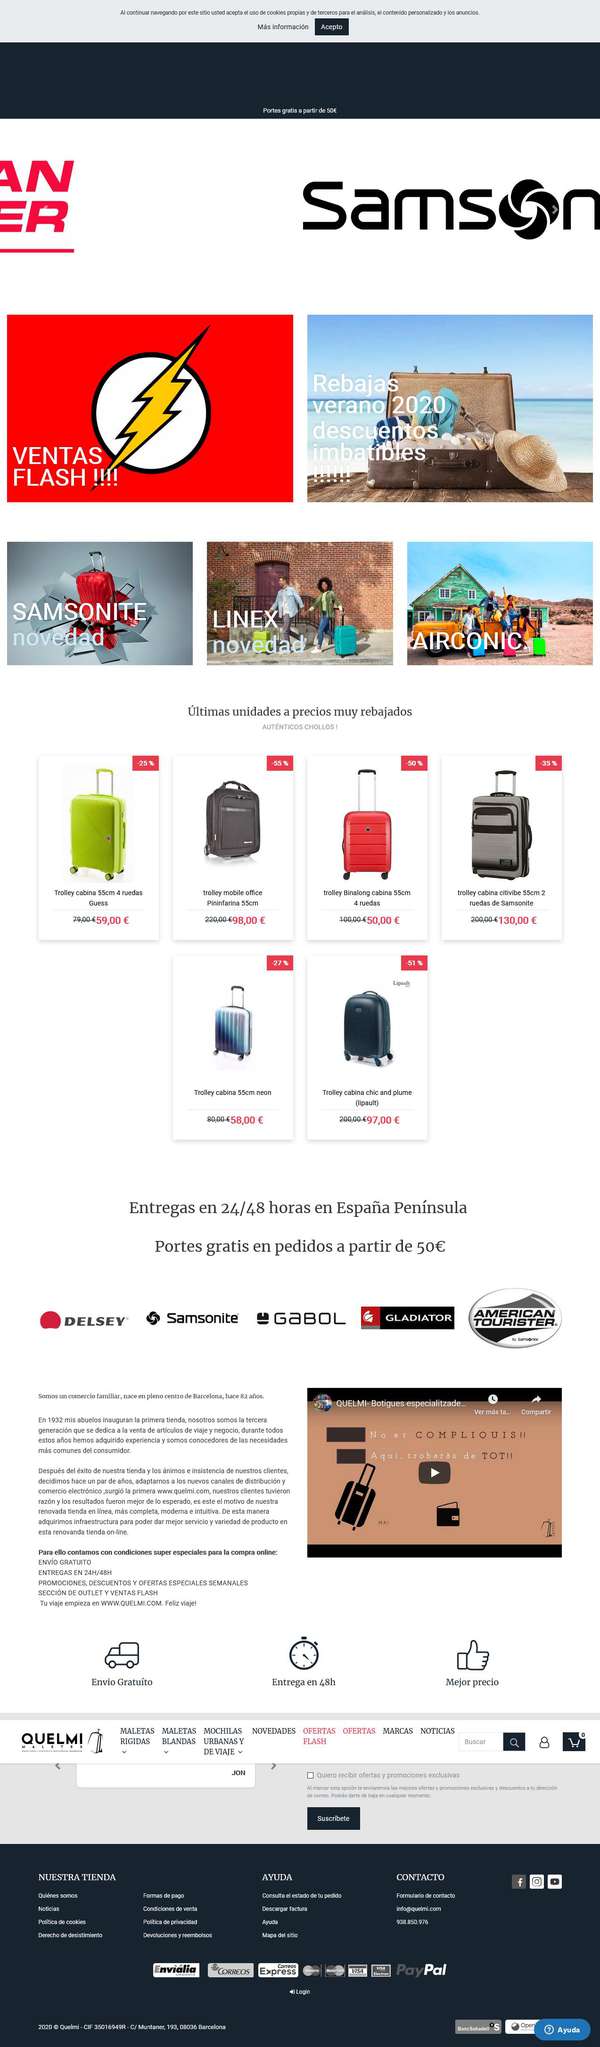 Al continuar navegando por este sitio usted acepta el uso de cookies propias y de terceros para el análisis, el contenido personalizado y los anuncios.
Más información Acepto
Portes gratis a partir de 50€
AN
ER
Samson
VENTAS
FLASH !!!!
Rebajas
verano 2020
descuentos
imbatibles
!!!!!!
SAMSONITE
novedad
LINEX
novedad
AIRCONIC
Últimas unidades a precios muy rebajados
AUTÉNTICOS CHOLLOS !
-25 %
-55 %
-50 %
-35 %
Trolley cabina 55cm 4 ruedas
Guess
79,00 €59,00 €
trolley mobile office
Pininfarina 55cm
220,00 €98,00 €
trolley Binalong cabina 55cm
4 ruedas
100,00 €50,00 €
trolley cabina citivibe 55cm 2
ruedas de Samsonite
200,00 €130,00 €
-27 %
-51 %
Lipault
Trolley cabina 55cm neon
80,00 €58,00 €
Trolley cabina chic and plume
(lipault)
200,00 €97,00 €
Entregas en 24/48 horas en España Península
Portes gratis en pedidos a partir de 50€
DELSEY
Samsonite
GABOL
GLADIATOR
AMERICAN
TOURISTER
by Samsonite
Somos un comercio familiar, nace en pleno centro de Barcelona, hace 82 años.
En 1932 mis abuelos inauguran la primera tienda, nosotros somos la tercera
generación que se dedica a la venta de artículos de viaje y negocio, durante todos
estos años hemos adquirido experiencia y somos conocedores de las necesidades
más comunes del consumidor.
Después del éxito de nuestra tienda y los ánimos e insistencia de nuestros clientes,
decidimos hace un par de años, adaptarnos a los nuevos canales de distribución y
comercio electrónico ,surgió la primera www.quelmi.com, nuestros clientes tuvieron
razón y los resultados fueron mejor de lo esperado, es este el motivo de nuestra
renovada tienda en línea, más completa, moderna e intuitiva. De esta manera
adquirimos infraestructura para poder dar mejor servicio y variedad de producto en
esta renovanda tienda on-line.
Para ello contamos con condiciones super especiales para la compra online:
ENVÍO GRATUITO
ENTREGAS EN 24H/48H
PROMOCIONES, DESCUENTOS Y OFERTAS ESPECIALES SEMANALES
SECCIÓN DE OUTLET Y VENTAS FLASH
Tu viaje empieza en WWW.QUELMI.COM. Feliz viaje!
QUELMI- Botigues especialitzade...
Ver más ta...
Compartir
No et COMPLIQUIS!!
Aquí, trobaràs de TOT!!
Envio Gratuíto
Entrega en 48h
Mejor precio
QUELMI
MALETES
MALETAS
RIGIDAS
MALETAS
BLANDAS
MOCHILAS
URBANAS Y
DE VIAJE
NOVEDADES
OFERTAS
FLASH
OFERTAS
MARCAS
NOTICIAS
Buscar
0
JON.
Quiero recibir ofertas y promociones exclusivas
Al marcar esta opción te enviaremos las mejores ofertas y promociones exclusivas y descuentos a tu dirección
de correo. Podrás darte de baja en cualquier momento.
Suscríbete
NUESTRA TIENDA
Quiénes somos
Noticias
Política de cookies
Derecho de desistimiento
Formas de pago
Condiciones de venta
Política de privacidad
Devoluciones y reembolsos
AYUDA
Consulta el estado de tu pedido
Descargar factura
Ayuda
Mapa del sitio
CONTACTO
Formulario de contacto
info@quelmi.com
938.850.976
Envialia
CORREOS
Correos
Express
VISA
VISA
Electron
PayPal
Login
2020 © Quelmi - CIF 35016949R - C/ Muntaner, 193, 08036 Barcelona
BancSabadell
Open
Ayuda